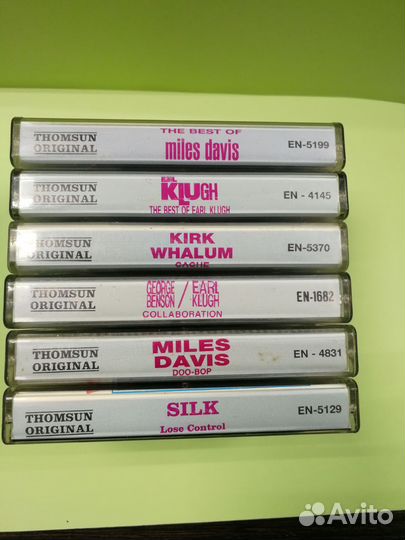 THOMSUN
ORIGINAL
THE BEST OF
miles davis
EN-5199
THOMSUN
ORIGINAL
EARL
KLUGH
THE BEST OF EARL KLUGH
EN - 4145
THOMSUN
ORIGINAL
KIRK
WHALUM
CACHE
EN-5370
THOMSUN
ORIGINAL
GEORGE BENSON / EARL KLUGH
COLLABORATION
EN-1682
THOMSUN
ORIGINAL
MILES
DAVIS
DOO-BOP
EN - 4831
THOMSUN
ORIGINAL
SILK
Lose Control
EN-5129
Avito